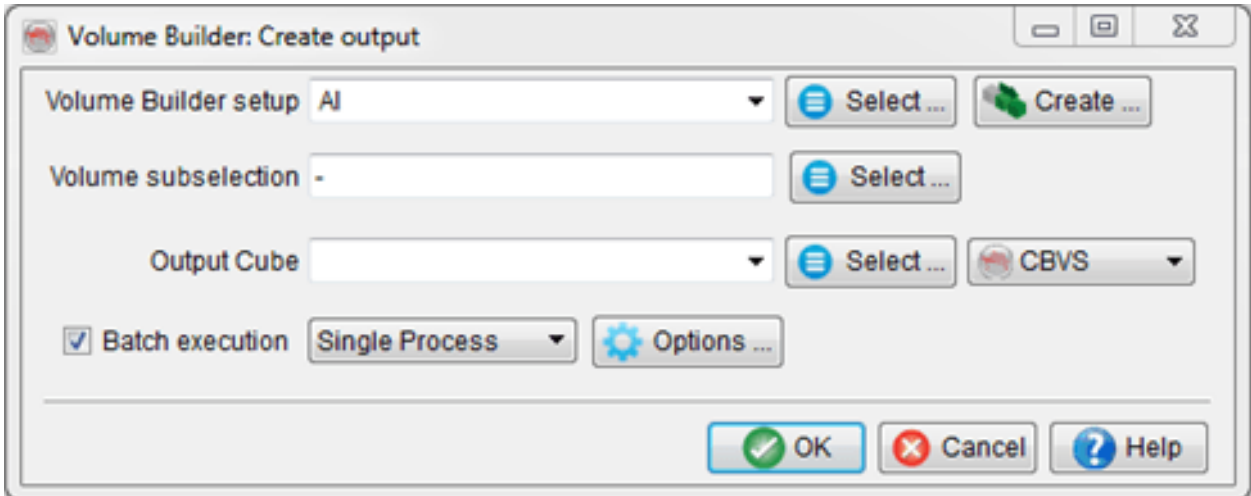 Volume Builder: Create output
Volume Builder setup AI Select ... Create ...
Volume subselection - Select ...
Output Cube Select ... CBVS
Batch execution Single Process Options ...
OK Cancel Help